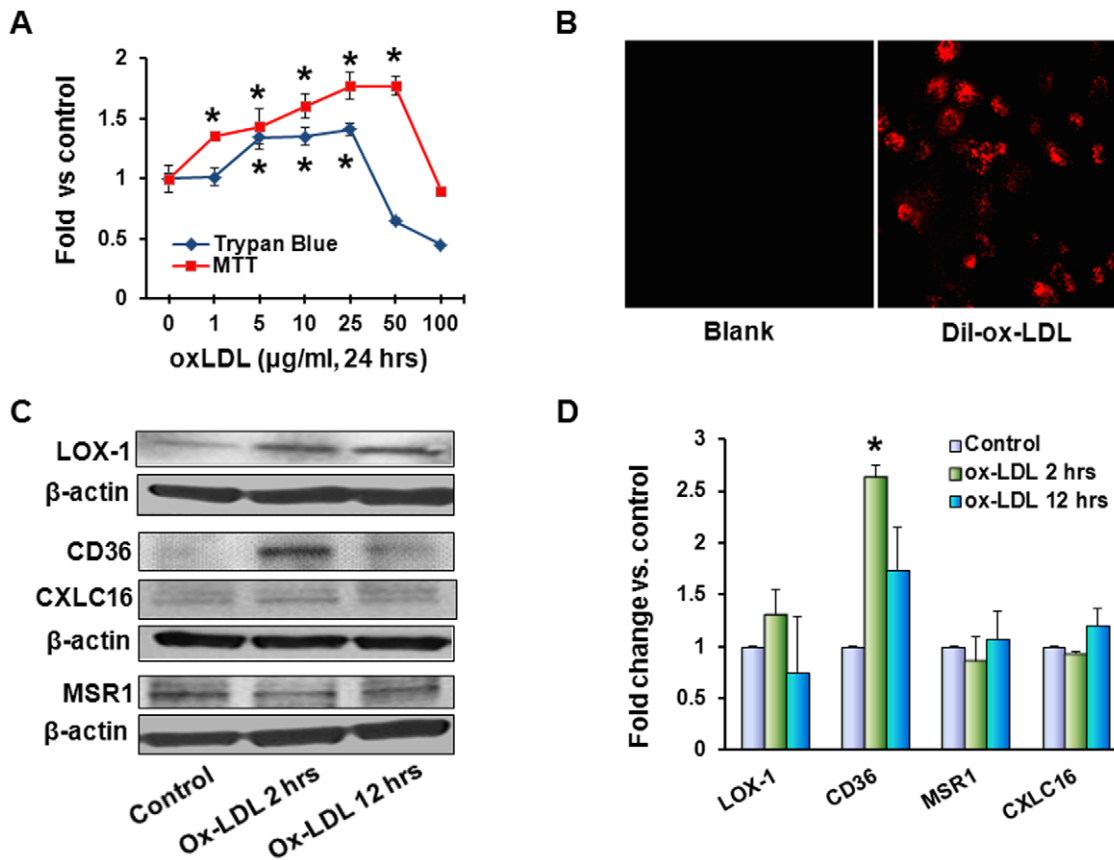 A
Fold vs control
2
1.5
1
0.5
0
* * * * *
* * *
Trypan Blue
MTT
0 1 5 10 25 50 100
oxLDL (µg/ml, 24 hrs)
B
Blank
Dil-ox-LDL
C
LOX-1
β-actin
CD36
CXLC16
β-actin
MSR1
β-actin
Control
Ox-LDL 2 hrs
Ox-LDL 12 hrs
D
Fold change vs. control
3
2.5
2
1.5
1
0.5
0
*
Control
ox-LDL 2 hrs
ox-LDL 12 hrs
LOX-1
CD36
MSR1
CXLC16